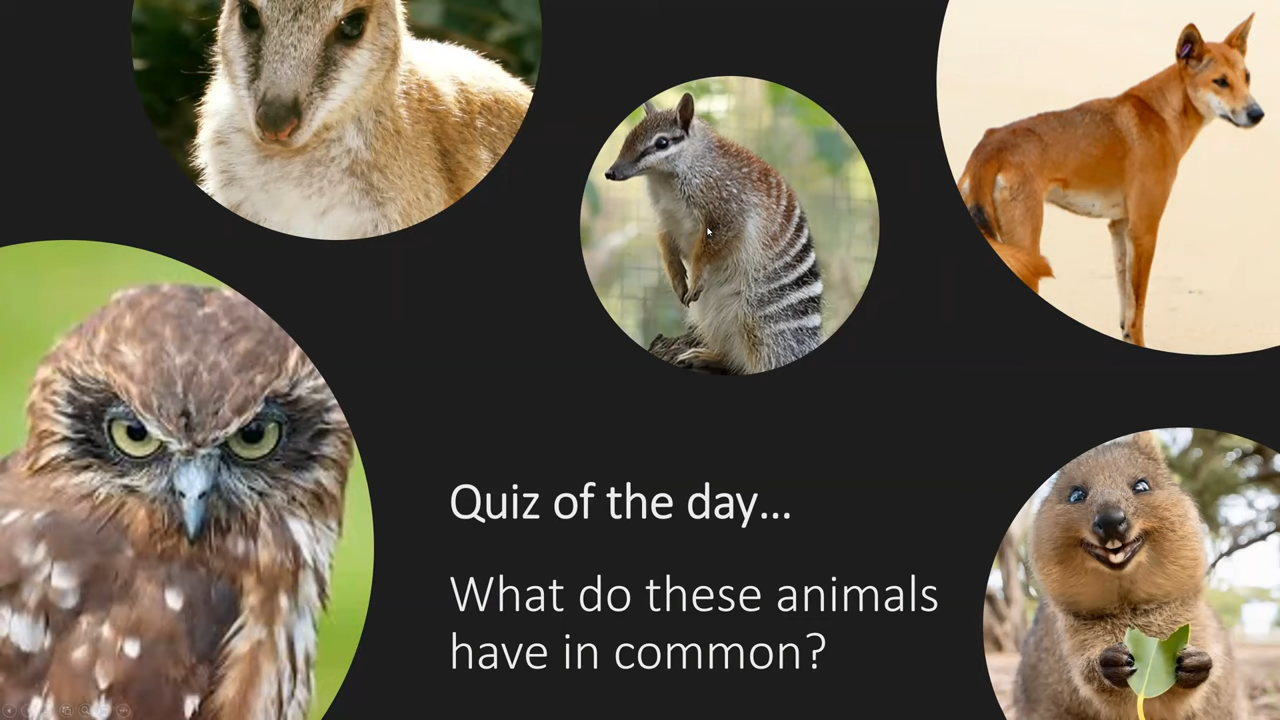 Quiz of the day...
What do these animals
have in common?